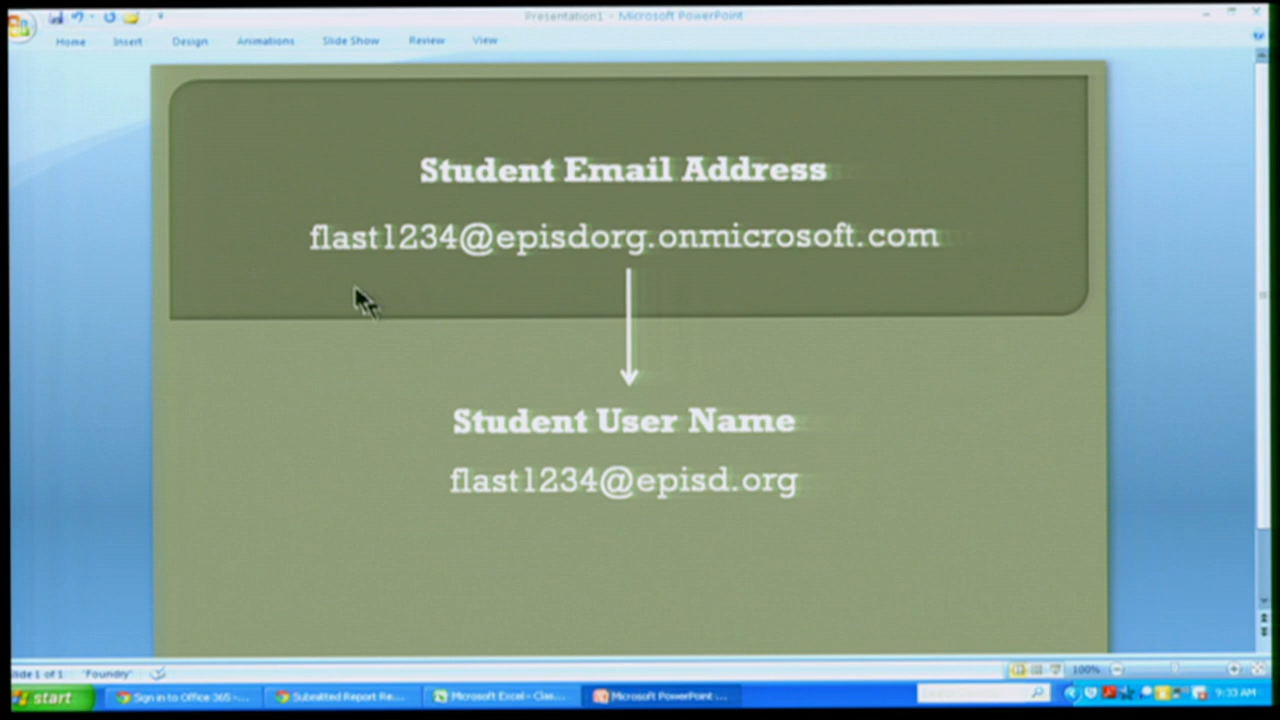 Presentation1 - Microsoft PowerPoint
Home Insert Design Animations Slide Show Review View
Student Email Address
flast1234@episdorg.onmicrosoft.com
Student User Name
flast1234@episd.org
lide 1 of 1 "Foundry" 100%
start Sign in to Office 365 -... Submitted Report Re... Microsoft Excel - Clas... Microsoft PowerPoint ... 9:33 AM